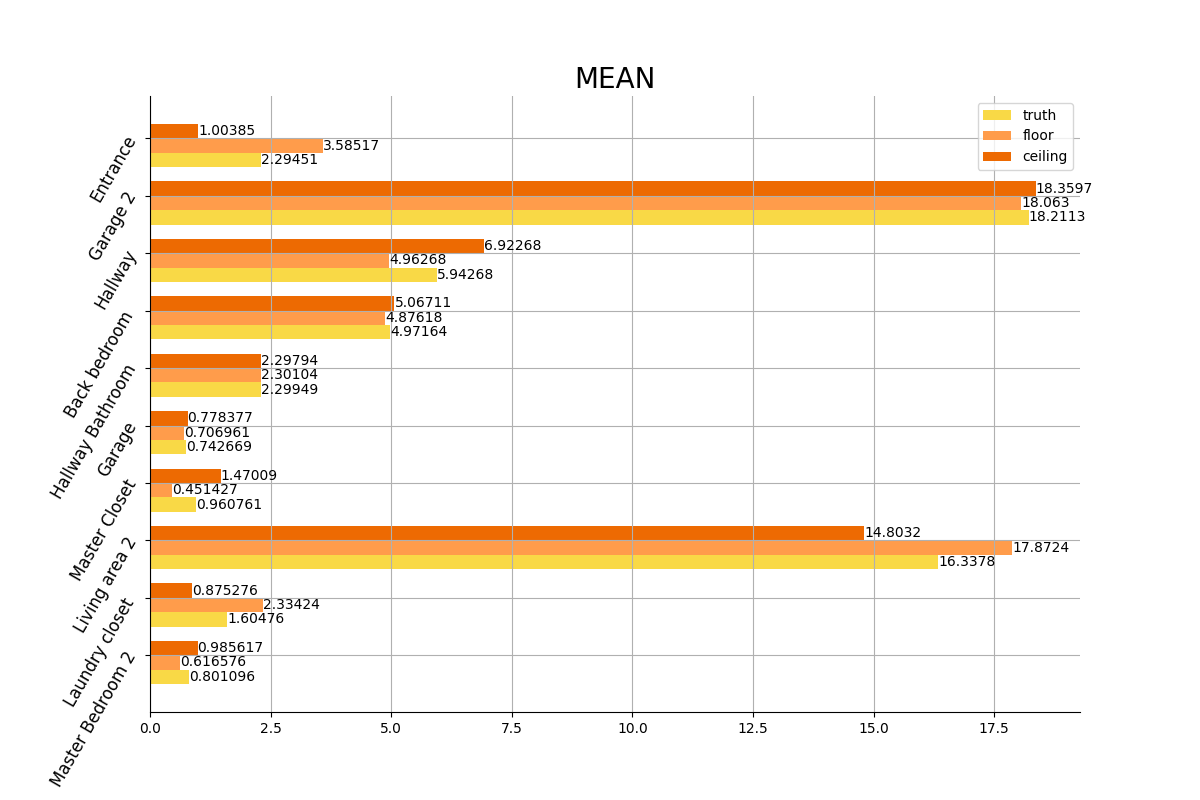 MEAN
truth
floor
ceiling
Entrance
1.00385
3.58517
2.29451
Garage 2
18.3597
18.063
18.2113
Hallway
6.92268
4.96268
5.94268
Back bedroom
5.06711
4.87618
4.97164
Hallway Bathroom
2.29794
2.30104
2.29949
Garage
0.778377
0.706961
0.742669
Master Closet
1.47009
0.451427
0.960761
Living area 2
14.8032
17.8724
16.3378
Laundry closet
0.875276
2.33424
1.60476
Master Bedroom 2
0.985617
0.616576
0.801096
0.0 2.5 5.0 7.5 10.0 12.5 15.0 17.5